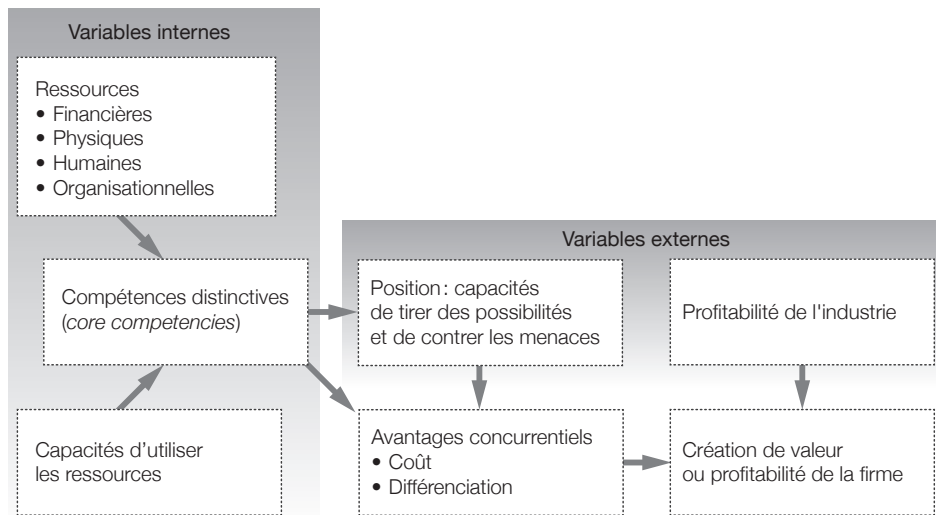 Variables internes
Ressources
• Financières
• Physiques
• Humaines
• Organisationnelles
Compétences distinctives
(core competencies)
Capacités d’utiliser
les ressources
Variables externes
Position : capacités
de tirer des possibilités
et de contrer les menaces
Profitabilité de l'industrie
Avantages concurrentiels
• Coût
• Différenciation
Création de valeur
ou profitabilité de la firme